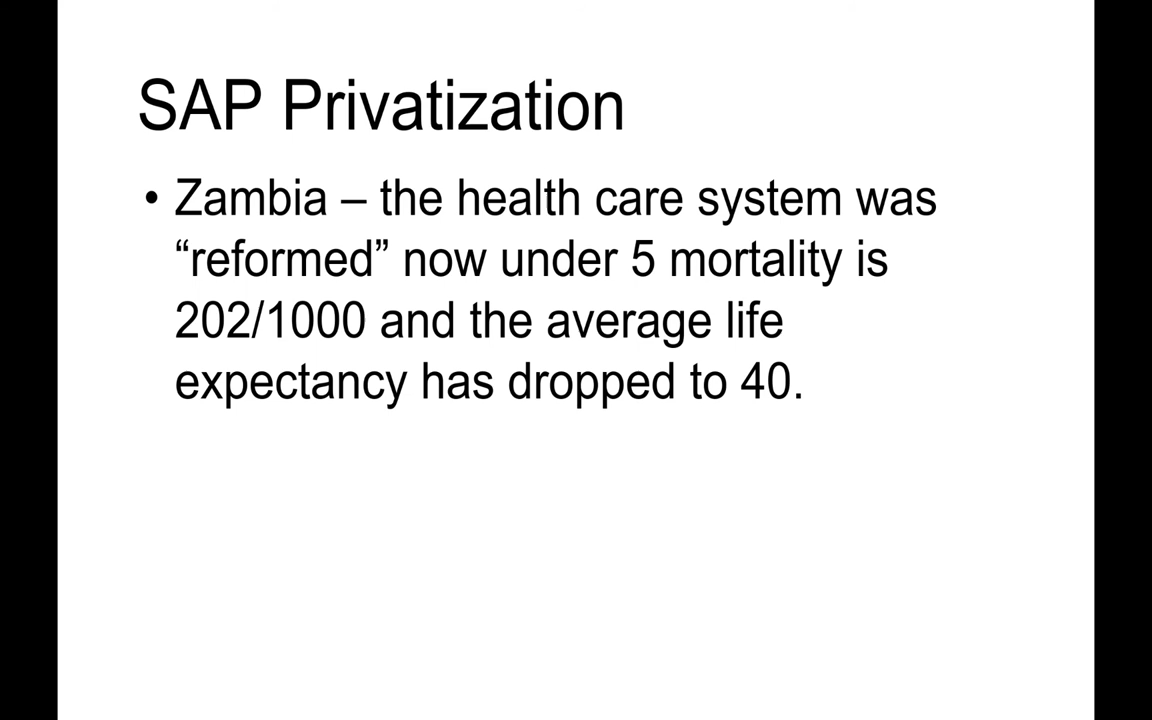 SAP Privatization
• Zambia – the health care system was
“reformed” now under 5 mortality is
202/1000 and the average life
expectancy has dropped to 40.